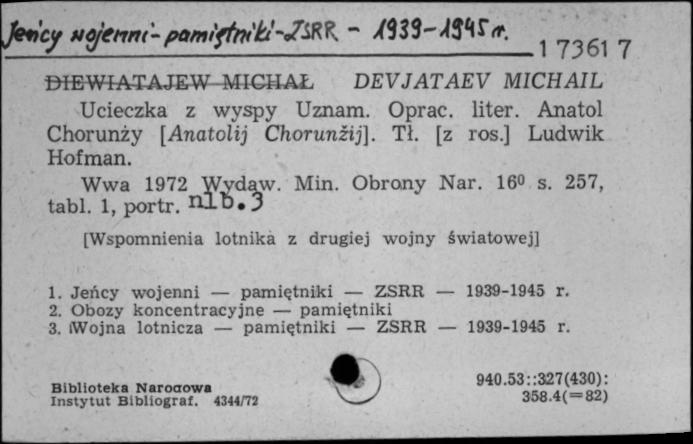 Jeńcy wojenni - pamiętniki - ZSRR - 1939-1945 r.
1 7361 7
DIEWIATAJEW MICHAŁ DEVJATAEV MICHAIL
Ucieczka z wyspy Uznam. Oprac. liter. Anatol
Chorunży [Anatolij Chorunžij]. Tł. [z ros.] Ludwik
Hofman.
Wwa 1972 Wydaw. Min. Obrony Nar. 16⁰ s. 257,
tabl. 1, portr. nlb. 3
[Wspomnienia lotnika z drugiej wojny światowej]
1. Jeńcy wojenni — pamiętniki — ZSRR — 1939-1945 r.
2. Obozy koncentracyjne — pamiętniki
3. Wojna lotnicza — pamiętniki — ZSRR — 1939-1945 r.
Biblioteka Narodowa
Instytut Bibliograf. 4344/72
940.53::327(430):
358.4(=82)